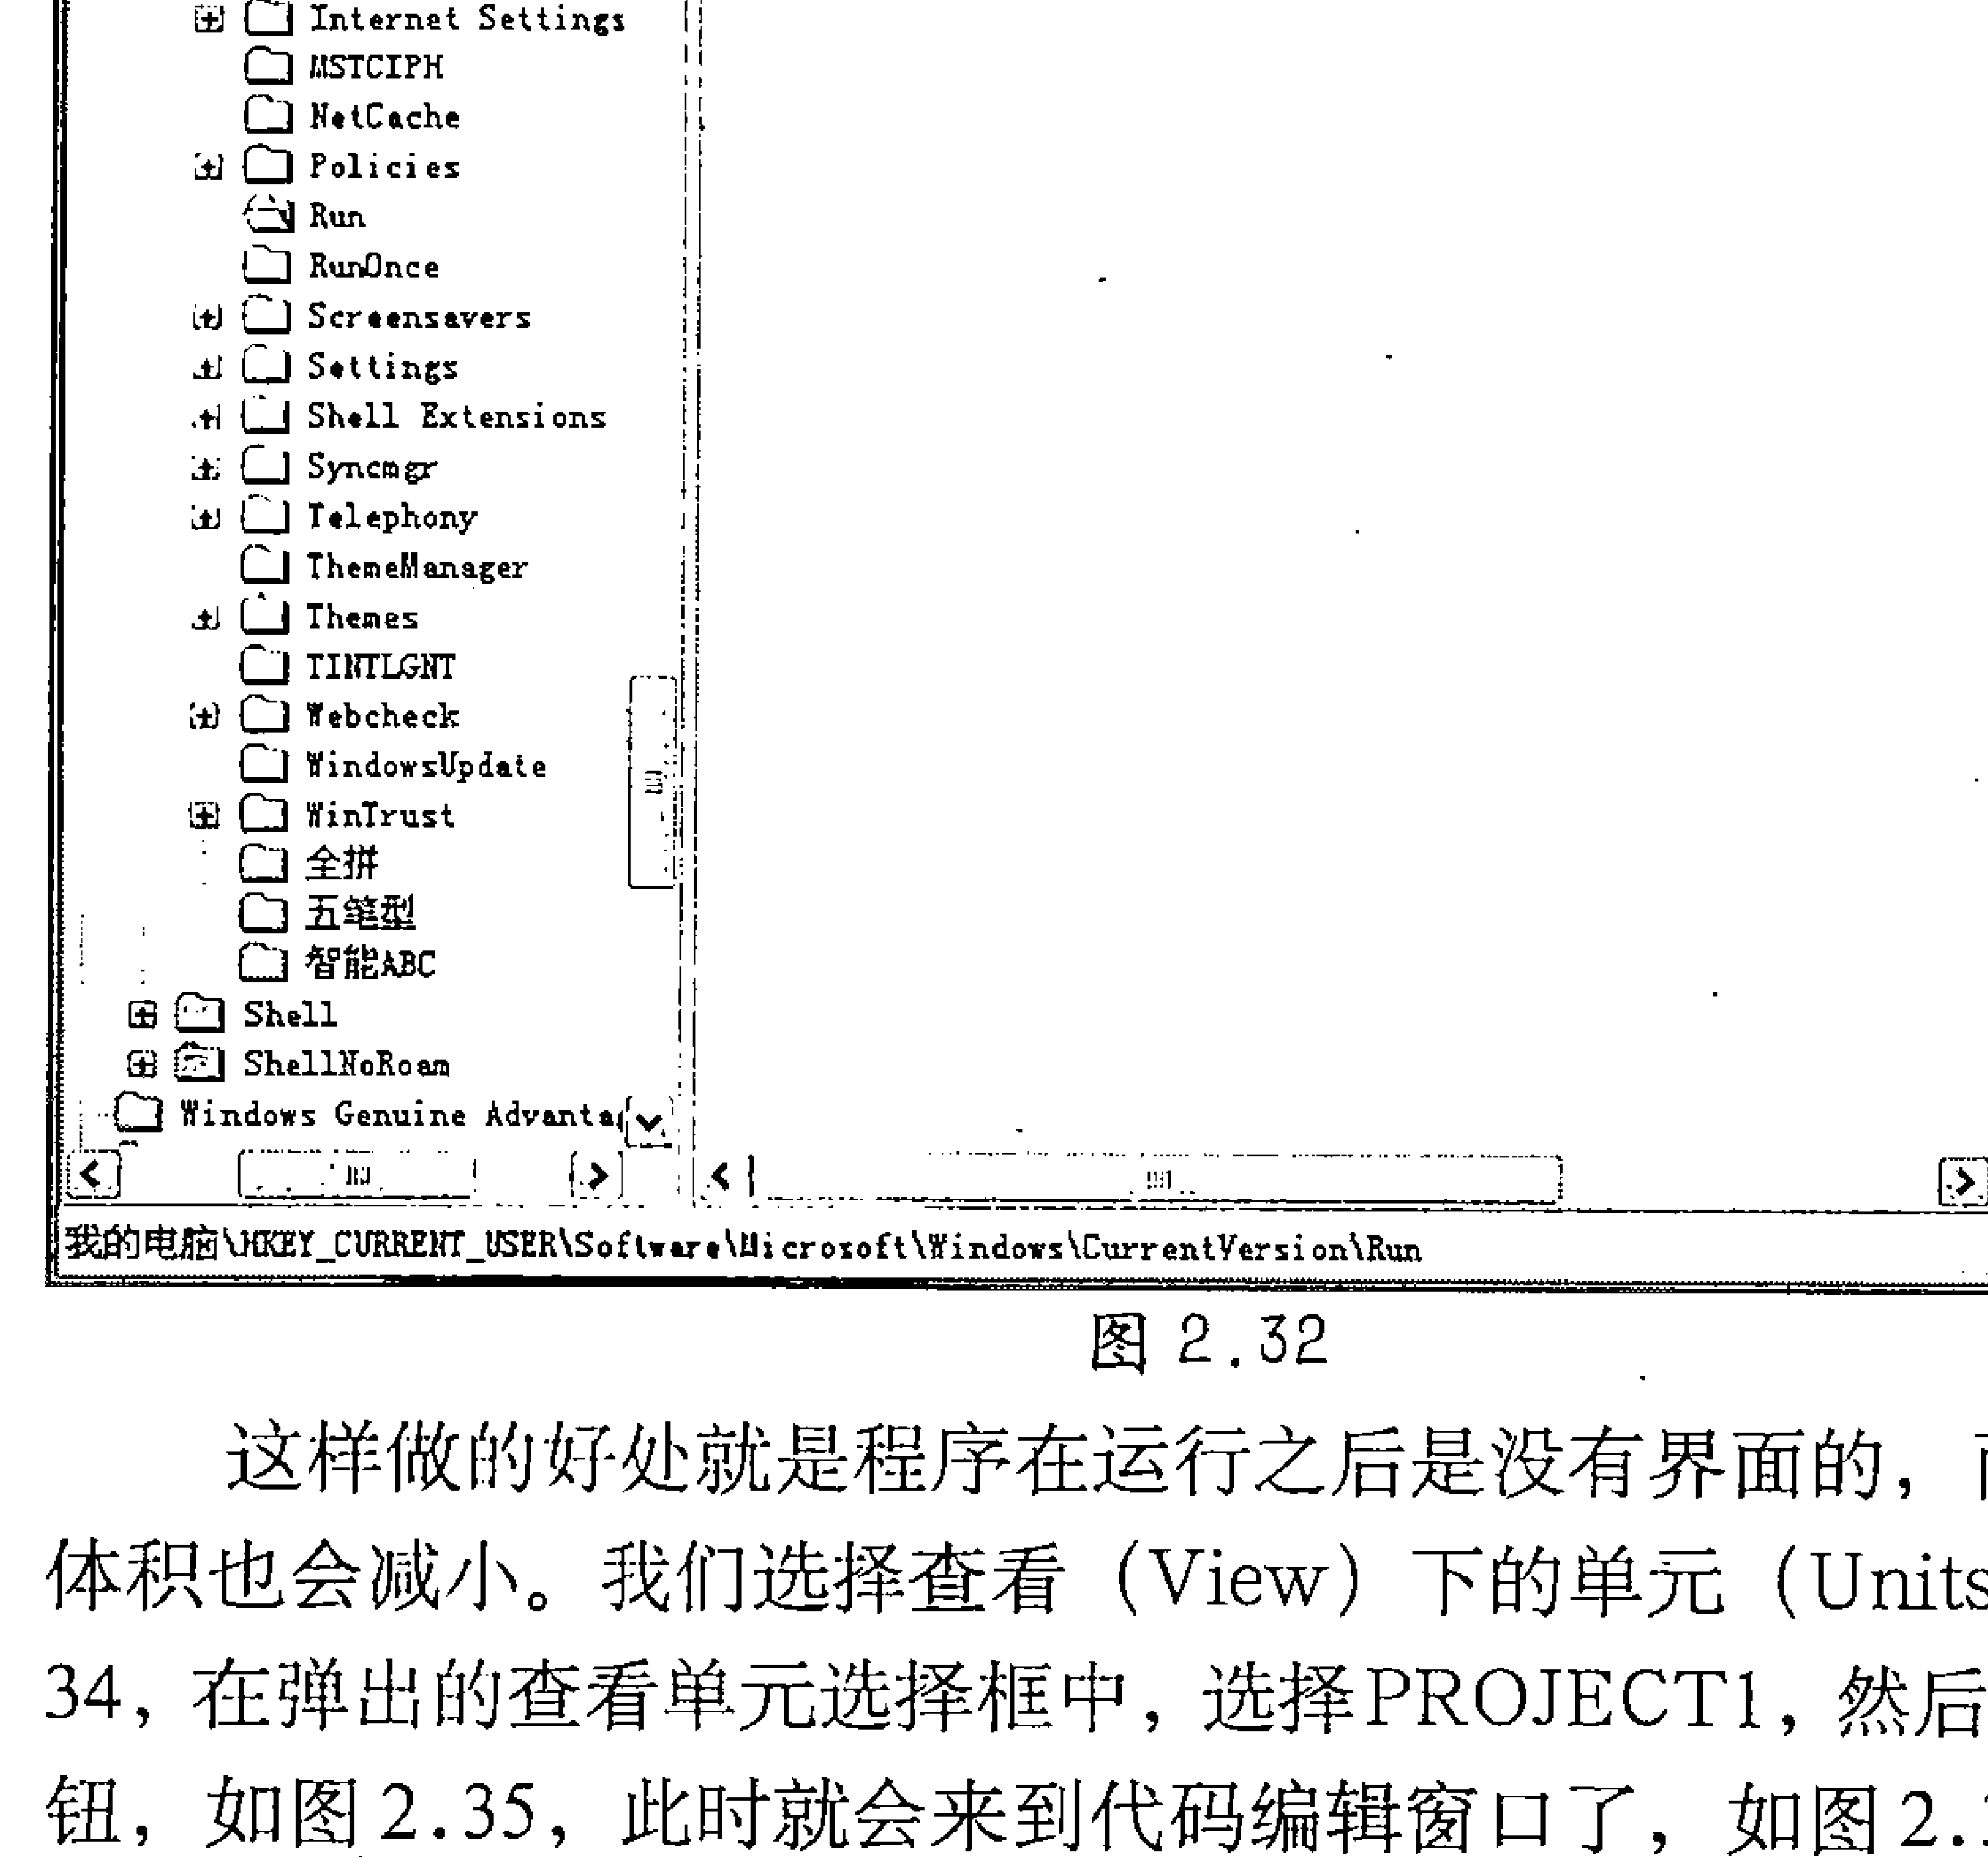 Internet Settings
MSTCIPH
NetCache
Policies
Run
RunOnce
Screensavers
Settings
Shell Extensions
Syncmgr
Telephony
ThemeManager
Themes
TINTLGNT
Webcheck
WindowsUpdate
WinTrust
全拼
五笔型
智能ABC
Shell
ShellNoRoam
Windows Genuine Advanta
我的电脑\HKEY_CURRENT_USER\Software\Microsoft\Windows\CurrentVersion\Run
图 2.32
这样做的好处就是程序在运行之后是没有界面的，
体积也会减小。我们选择查看（View）下的单元（Units
34，在弹出的查看单元选择框中，选择PROJECT1，然后
钮，如图2.35，此时就会来到代码编辑窗口了，如图2.